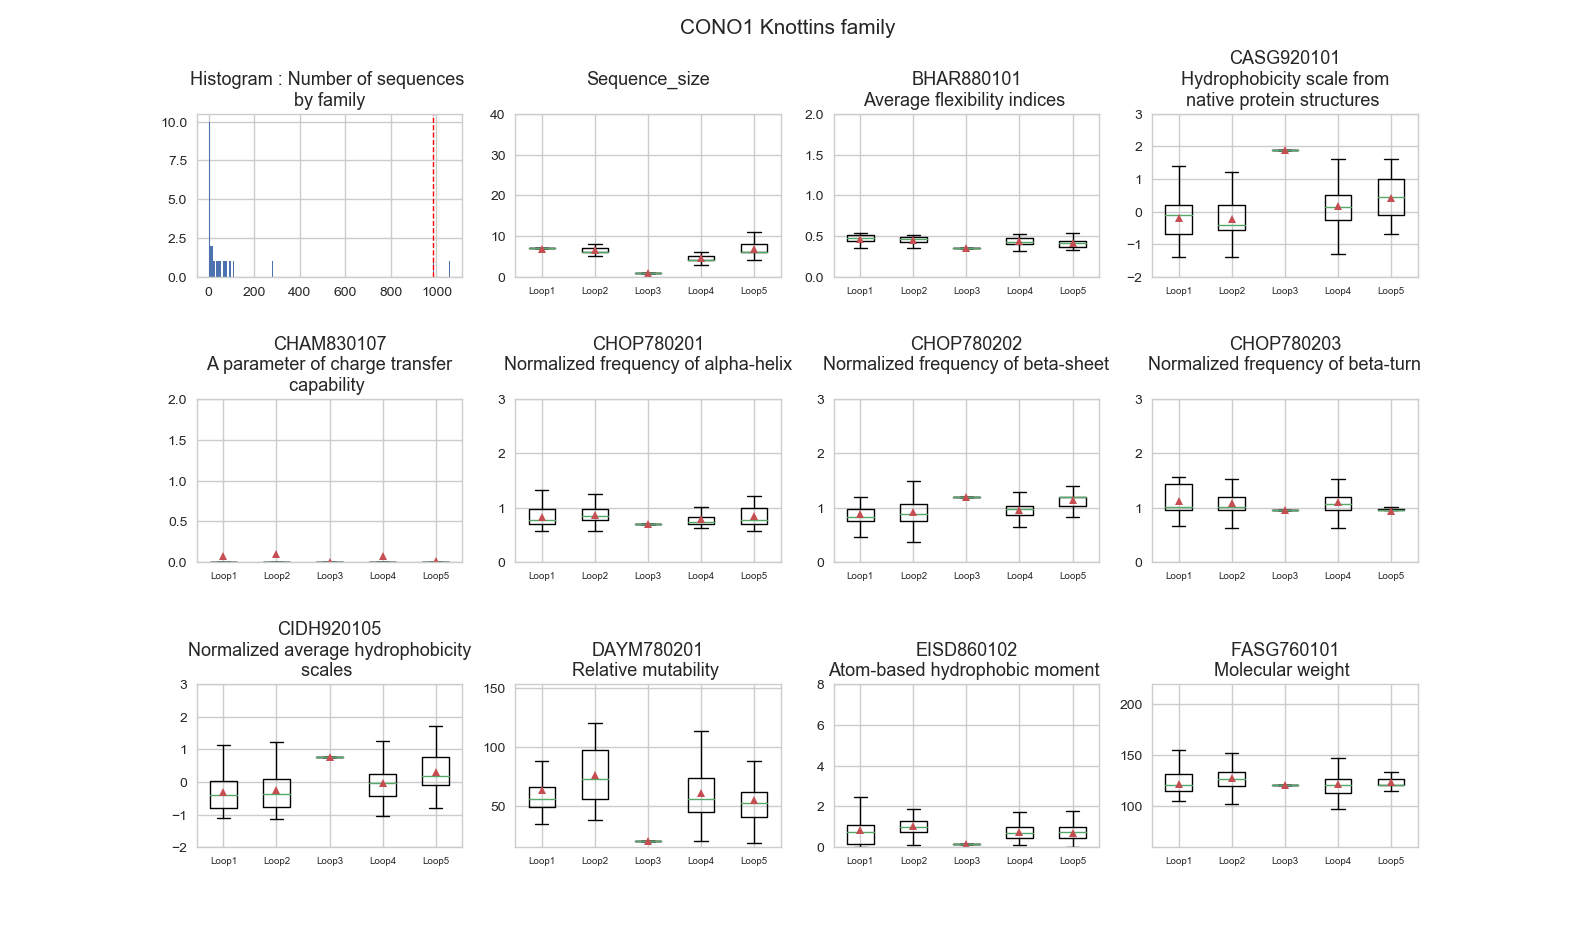 CONO1 Knottins family
Histogram : Number of sequences
by family
10.0
7.5
5.0
2.5
0.0
0 200 400 600 800 1000
Sequence_size
40
30
20
10
0
Loop1 Loop2 Loop3 Loop4 Loop5
BHAR880101
Average flexibility indices
2.0
1.5
1.0
0.5
0.0
Loop1 Loop2 Loop3 Loop4 Loop5
CASG920101
Hydrophobicity scale from
native protein structures
3
2
1
0
−1
−2
Loop1 Loop2 Loop3 Loop4 Loop5
CHAM830107
A parameter of charge transfer
capability
2.0
1.5
1.0
0.5
0.0
Loop1 Loop2 Loop3 Loop4 Loop5
CHOP780201
Normalized frequency of alpha-helix
3
2
1
0
Loop1 Loop2 Loop3 Loop4 Loop5
CHOP780202
Normalized frequency of beta-sheet
3
2
1
0
Loop1 Loop2 Loop3 Loop4 Loop5
CHOP780203
Normalized frequency of beta-turn
3
2
1
0
Loop1 Loop2 Loop3 Loop4 Loop5
CIDH920105
Normalized average hydrophobicity
scales
3
2
1
0
−1
−2
Loop1 Loop2 Loop3 Loop4 Loop5
DAYM780201
Relative mutability
150
100
50
Loop1 Loop2 Loop3 Loop4 Loop5
EISD860102
Atom-based hydrophobic moment
8
6
4
2
0
Loop1 Loop2 Loop3 Loop4 Loop5
FASG760101
Molecular weight
200
150
100
Loop1 Loop2 Loop3 Loop4 Loop5